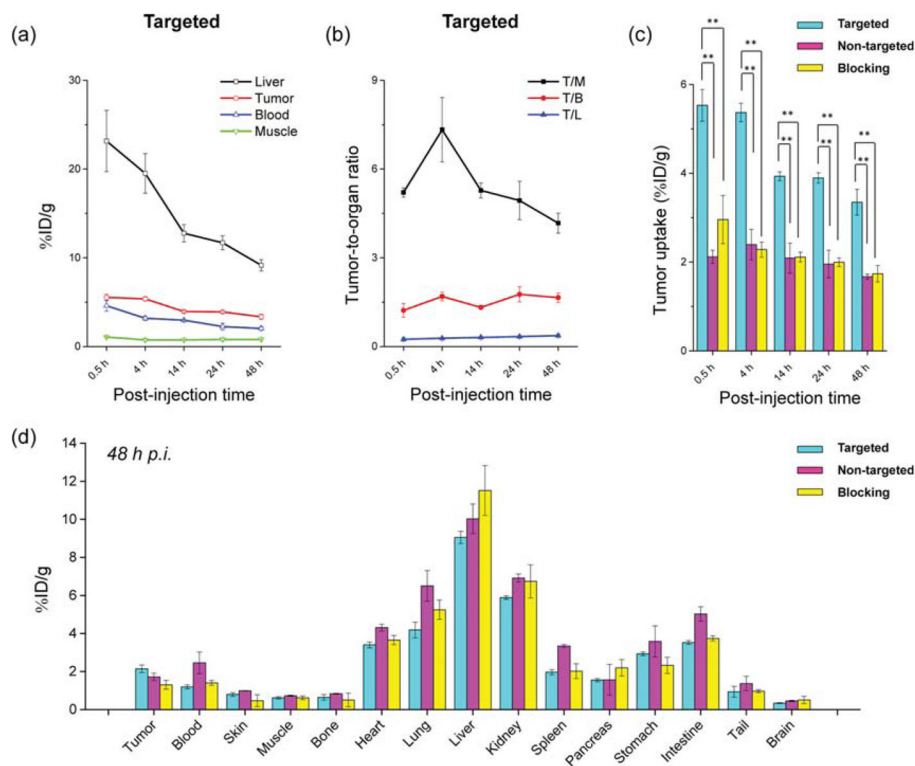 Targeted
Targeted
(a)
(b)
(c)
30
20
10
0
%ID/g
Liver
Tumor
Blood
Muscle
0.5 h
4 h
14 h
24 h
48 h
Post-injection time
9
6
3
0
Tumor-to-organ ratio
T/M
T/B
T/L
0.5 h
4 h
14 h
24 h
48 h
Post-injection time
Targeted
Non-targeted
Blocking
6
4
2
0
Tumor uptake (%ID/g)
**
**
**
**
**
**
**
**
**
**
0.5 h
4 h
14 h
24 h
48 h
Post-injection time
(d)
48 h p.i.
14
12
10
8
6
4
2
0
%ID/g
Targeted
Non-targeted
Blocking
Tumor
Blood
Skin
Muscle
Bone
Heart
Lung
Liver
Kidney
Spleen
Pancreas
Stomach
Intestine
Tail
Brain